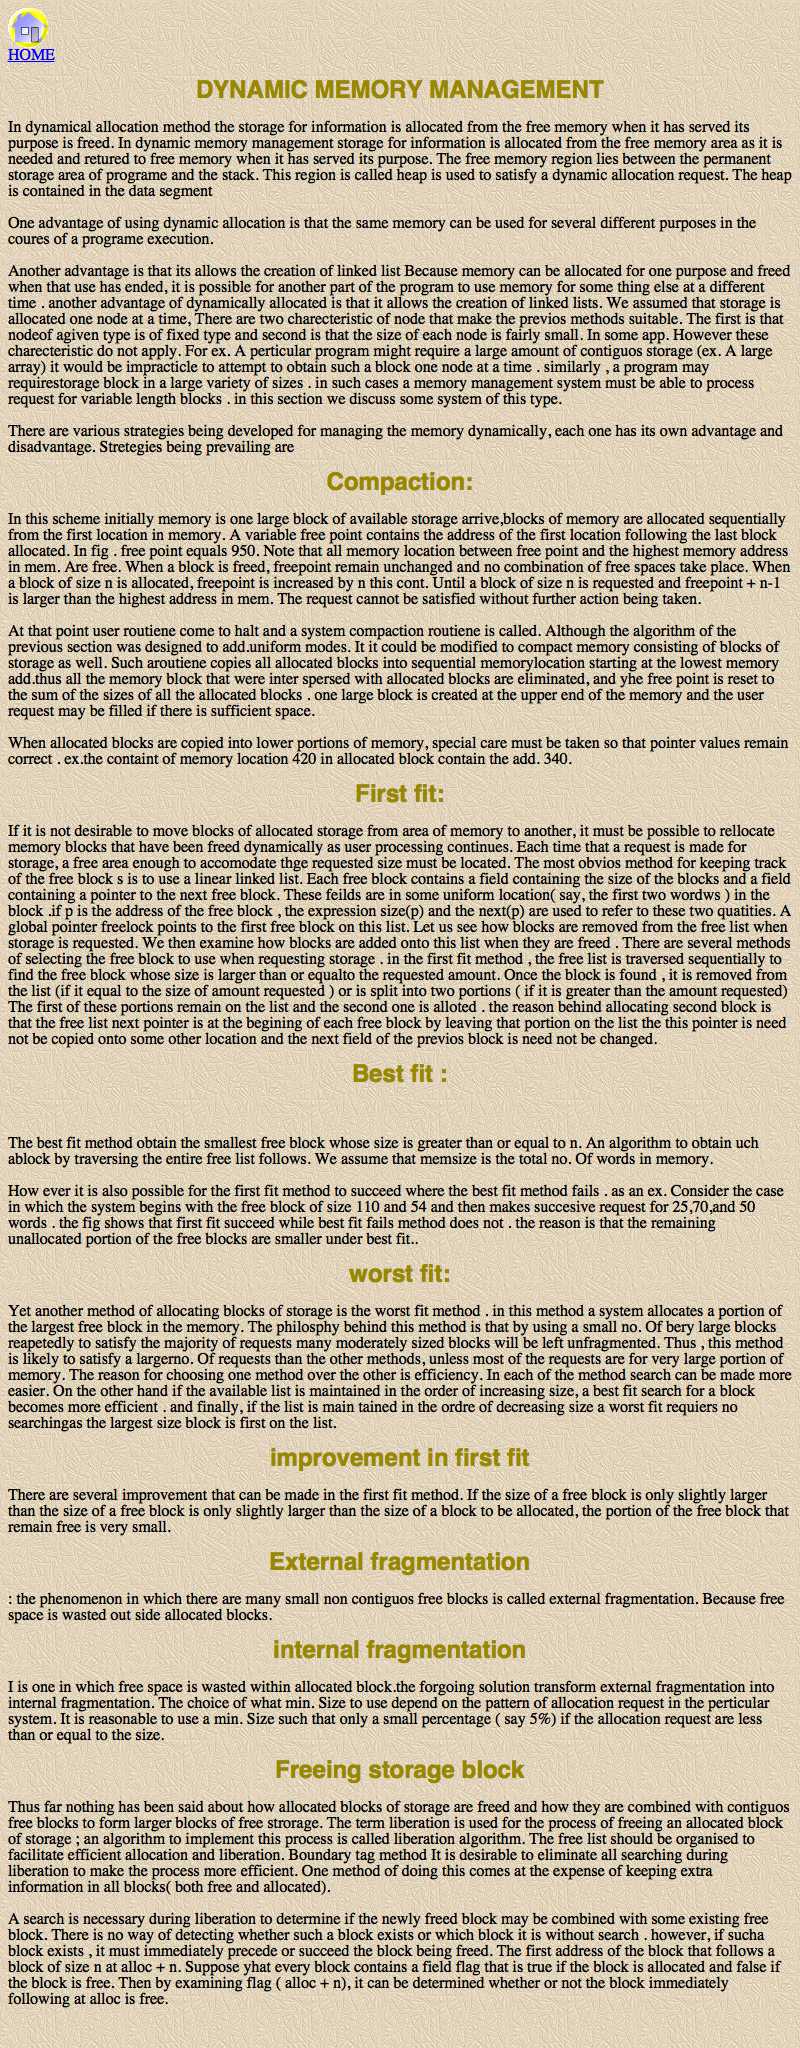 HOME
DYNAMIC MEMORY MANAGEMENT
In dynamical allocation method the storage for information is allocated from the free memory when it has served its
purpose is freed. In dynamic memory management storage for information is allocated from the free memory area as it is
needed and retured to free memory when it has served its purpose. The free memory region lies between the permanent
storage area of programe and the stack. This region is called heap is used to satisfy a dynamic allocation request. The heap
is contained in the data segment
One advantage of using dynamic allocation is that the same memory can be used for several different purposes in the
coures of a programe execution.
Another advantage is that its allows the creation of linked list Because memory can be allocated for one purpose and freed
when that use has ended, it is possible for another part of the program to use memory for some thing else at a different
time . another advantage of dynamically allocated is that it allows the creation of linked lists. We assumed that storage is
allocated one node at a time, There are two charecteristic of node that make the previos methods suitable. The first is that
nodeof agiven type is of fixed type and second is that the size of each node is fairly small. In some app. However these
charecteristic do not apply. For ex. A perticular program might require a large amount of contiguos storage (ex. A large
array) it would be impracticle to attempt to obtain such a block one node at a time . similarly , a program may
requirestorage block in a large variety of sizes . in such cases a memory management system must be able to process
request for variable length blocks . in this section we discuss some system of this type.
There are various strategies being developed for managing the memory dynamically, each one has its own advantage and
disadvantage. Stretegies being prevailing are
Compaction:
In this scheme initially memory is one large block of available storage arrive,blocks of memory are allocated sequentially
from the first location in memory. A variable free point contains the address of the first location following the last block
allocated. In fig . free point equals 950. Note that all memory location between free point and the highest memory address
in mem. Are free. When a block is freed, freepoint remain unchanged and no combination of free spaces take place. When
a block of size n is allocated, freepoint is increased by n this cont. Until a block of size n is requested and freepoint + n-1
is larger than the highest address in mem. The request cannot be satisfied without further action being taken.
At that point user routiene come to halt and a system compaction routiene is called. Although the algorithm of the
previous section was designed to add.uniform modes. It it could be modified to compact memory consisting of blocks of
storage as well. Such aroutiene copies all allocated blocks into sequential memorylocation starting at the lowest memory
add.thus all the memory block that were inter spersed with allocated blocks are eliminated, and yhe free point is reset to
the sum of the sizes of all the allocated blocks . one large block is created at the upper end of the memory and the user
request may be filled if there is sufficient space.
When allocated blocks are copied into lower portions of memory, special care must be taken so that pointer values remain
correct . ex.the containt of memory location 420 in allocated block contain the add. 340.
First fit:
If it is not desirable to move blocks of allocated storage from area of memory to another, it must be possible to rellocate
memory blocks that have been freed dynamically as user processing continues. Each time that a request is made for
storage, a free area enough to accomodate thge requested size must be located. The most obvios method for keeping track
of the free block s is to use a linear linked list. Each free block contains a field containing the size of the blocks and a field
containing a pointer to the next free block. These feilds are in some uniform location( say, the first two wordws ) in the
block .if p is the address of the free block , the expression size(p) and the next(p) are used to refer to these two quatities. A
global pointer freelock points to the first free block on this list. Let us see how blocks are removed from the free list when
storage is requested. We then examine how blocks are added onto this list when they are freed . There are several methods
of selecting the free block to use when requesting storage . in the first fit method , the free list is traversed sequentially to
find the free block whose size is larger than or equalto the requested amount. Once the block is found , it is removed from
the list (if it equal to the size of amount requested ) or is split into two portions ( if it is greater than the amount requested)
The first of these portions remain on the list and the second one is alloted . the reason behind allocating second block is
that the free list next pointer is at the begining of each free block by leaving that portion on the list the this pointer is need
not be copied onto some other location and the next field of the previos block is need not be changed.
Best fit :
The best fit method obtain the smallest free block whose size is greater than or equal to n. An algorithm to obtain uch
ablock by traversing the entire free list follows. We assume that memsize is the total no. Of words in memory.
How ever it is also possible for the first fit method to succeed where the best fit method fails . as an ex. Consider the case
in which the system begins with the free block of size 110 and 54 and then makes succesive request for 25,70,and 50
words . the fig shows that first fit succeed while best fit fails method does not . the reason is that the remaining
unallocated portion of the free blocks are smaller under best fit..
worst fit:
Yet another method of allocating blocks of storage is the worst fit method . in this method a system allocates a portion of
the largest free block in the memory. The philosphy behind this method is that by using a small no. Of bery large blocks
reapetedly to satisfy the majority of requests many moderately sized blocks will be left unfragmented. Thus , this method
is likely to satisfy a largerno. Of requests than the other methods, unless most of the requests are for very large portion of
memory. The reason for choosing one method over the other is efficiency. In each of the method search can be made more
easier. On the other hand if the available list is maintained in the order of increasing size, a best fit search for a block
becomes more efficient . and finally, if the list is main tained in the ordre of decreasing size a worst fit requiers no
searchingas the largest size block is first on the list.
improvement in first fit
There are several improvement that can be made in the first fit method. If the size of a free block is only slightly larger
than the size of a free block is only slightly larger than the size of a block to be allocated, the portion of the free block that
remain free is very small.
External fragmentation
: the phenomenon in which there are many small non contiguos free blocks is called external fragmentation. Because free
space is wasted out side allocated blocks.
internal fragmentation
I is one in which free space is wasted within allocated block.the forgoing solution transform external fragmentation into
internal fragmentation. The choice of what min. Size to use depend on the pattern of allocation request in the perticular
system. It is reasonable to use a min. Size such that only a small percentage ( say 5%) if the allocation request are less
than or equal to the size.
Freeing storage block
Thus far nothing has been said about how allocated blocks of storage are freed and how they are combined with contiguos
free blocks to form larger blocks of free strorage. The term liberation is used for the process of freeing an allocated block
of storage ; an algorithm to implement this process is called liberation algorithm. The free list should be organised to
facilitate efficient allocation and liberation. Boundary tag method It is desirable to eliminate all searching during
liberation to make the process more efficient. One method of doing this comes at the expense of keeping extra
information in all blocks( both free and allocated).
A search is necessary during liberation to determine if the newly freed block may be combined with some existing free
block. There is no way of detecting whether such a block exists or which block it is without search . however, if sucha
block exists , it must immediately precede or succeed the block being freed. The first address of the block that follows a
block of size n at alloc + n. Suppose yhat every block contains a field flag that is true if the block is allocated and false if
the block is free. Then by examining flag ( alloc + n), it can be determined whether or not the block immediately
following at alloc is free.